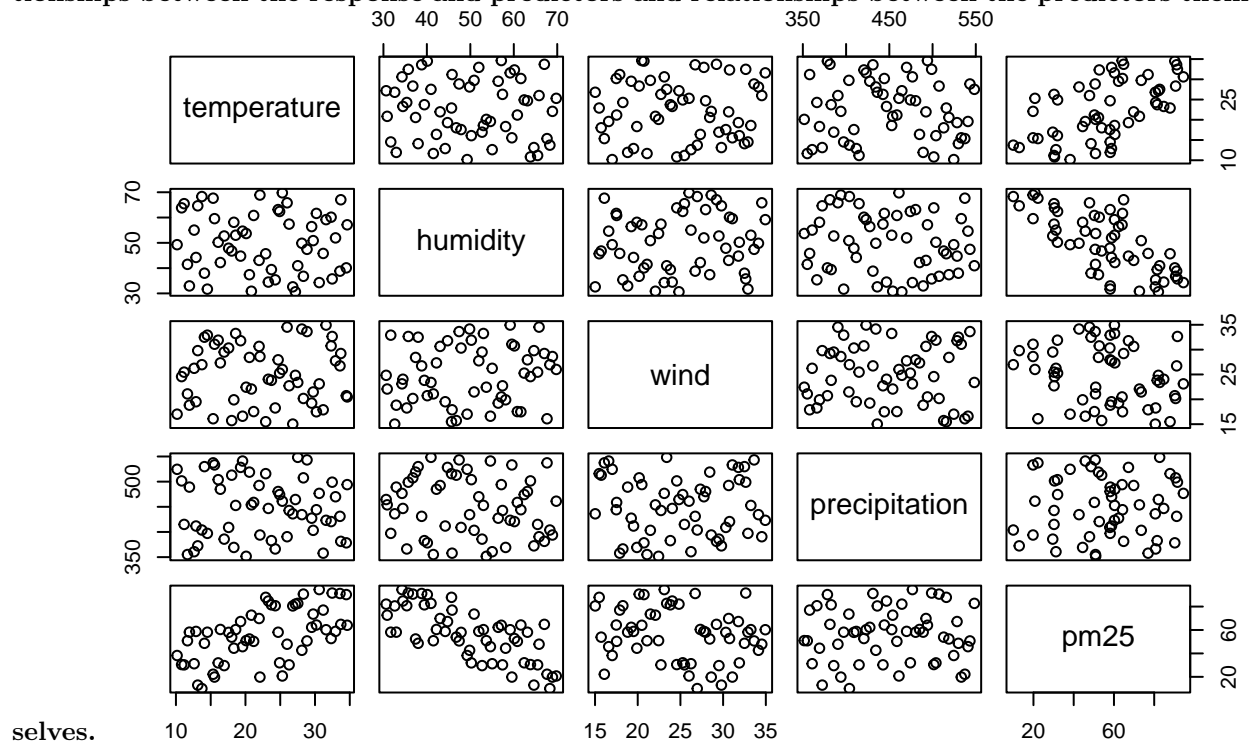 tionships between the response and predictors and relationships between the predictors them
30 40 50 60 70 350 450 550
temperature
25
10
70
50
30
humidity
wind
35
25
15
500
350
precipitation
pm25
60
20
selves. 10 20 30 15 20 25 30 35 20 60